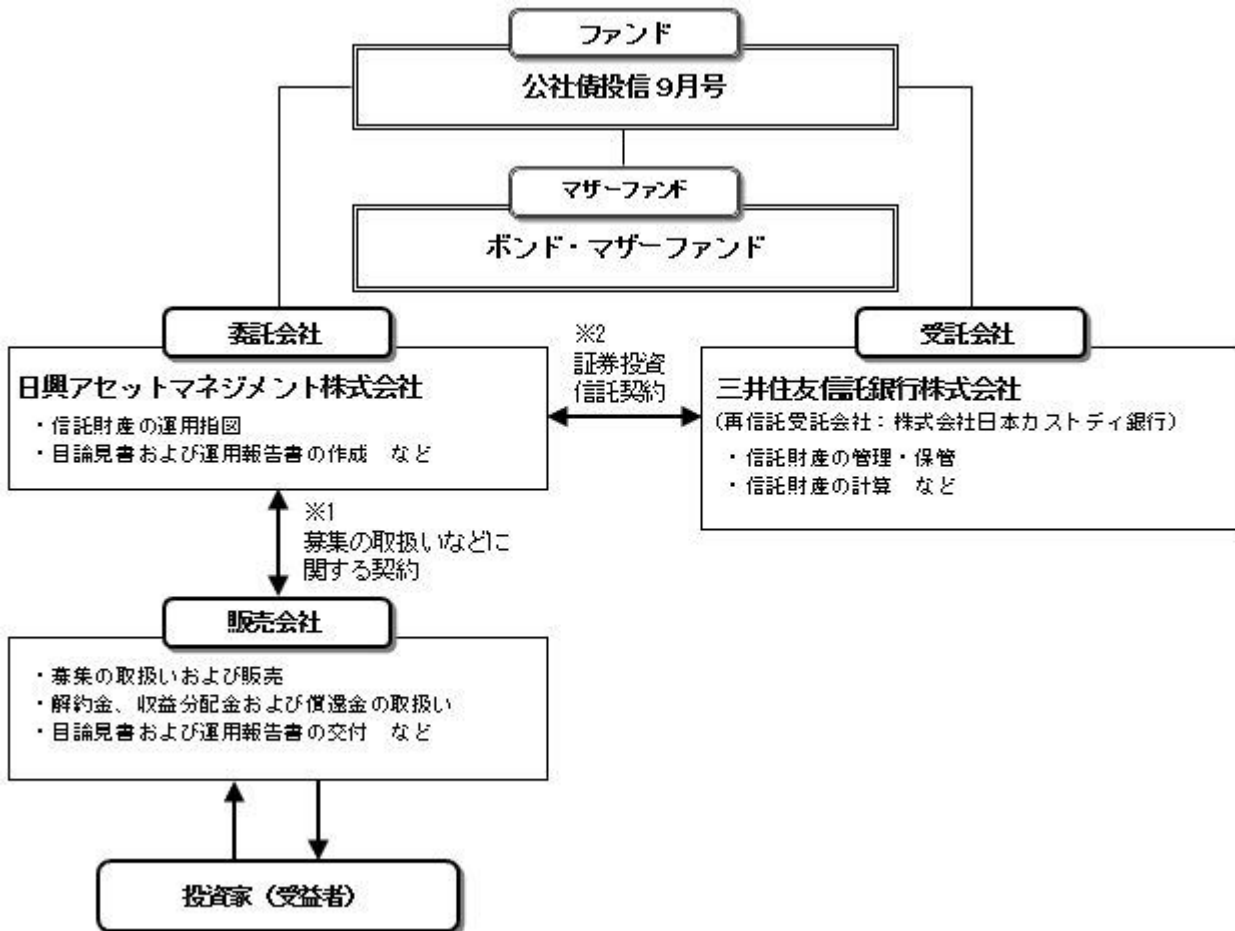 ファンド
公社債投信9月号
マザーファンド
ボンド・マザーファンド
委託会社
日興アセットマネジメント株式会社
・信託財産の運用指図
・目論見書および運用報告書の作成 など
※2
証券投資
信託契約
受託会社
三井住友信託銀行株式会社
(再信託受託会社:株式会社日本カストディ銀行)
・信託財産の管理・保管
・信託財産の計算 など
※1
募集の取扱いなどに
関する契約
販売会社
・募集の取扱いおよび販売
・解約金、収益分配金および償還金の取扱い
・目論見書および運用報告書の交付 など
投資家(受益者)